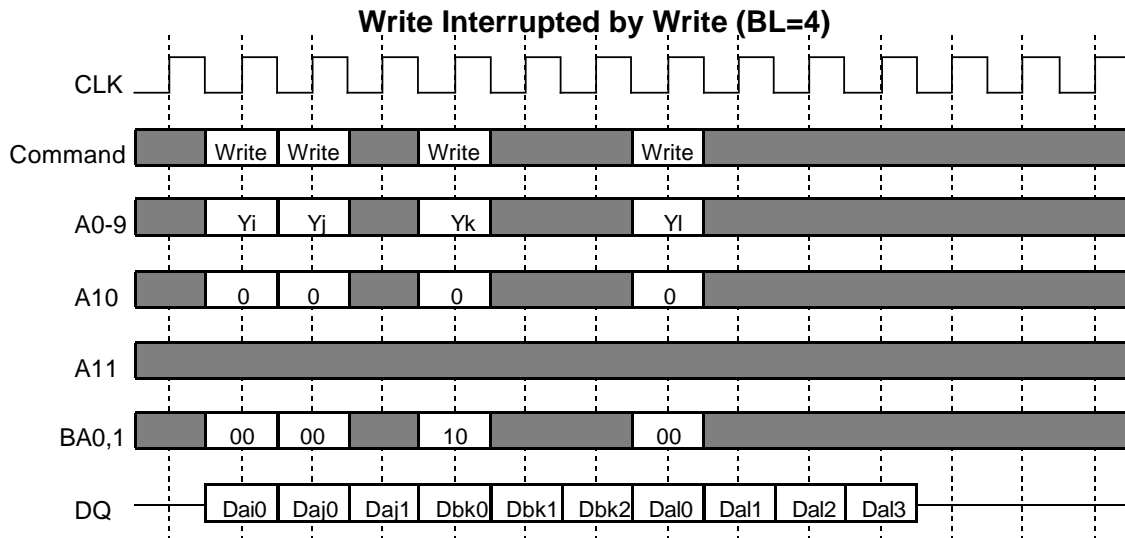 Write Interrupted by Write (BL=4)
CLK
Command Write Write Write Write
A0-9 Yi Yj Yk Yl
A10 0 0 0 0
A11
BA0,1 00 00 10 00
DQ Dai0 Daj0 Daj1 Dbk0 Dbk1 Dbk2 Dal0 Dal1 Dal2 Dal3